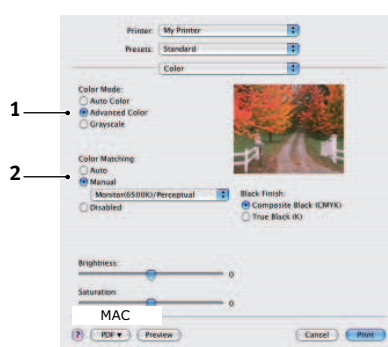 Printer: My Printer
Presets: Standard
Color
Color Mode:
Auto Color
1 Advanced Color
Grayscale
Color Matching:
Auto
2 Manual
Monitor(6500K)/Perceptual
Disabled
Black Finish:
Composite Black (CMYK)
True Black (K)
Brightness:
0
Saturation:
0
MAC
? PDF ▼ Preview Cancel Print